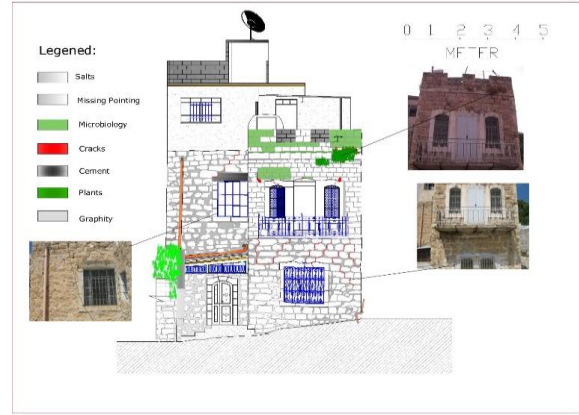 Legened:
Salts
Missing Pointing
Microbiology
Cracks
Cement
Plants
Graphity
0 1 2 3 4 5
METER